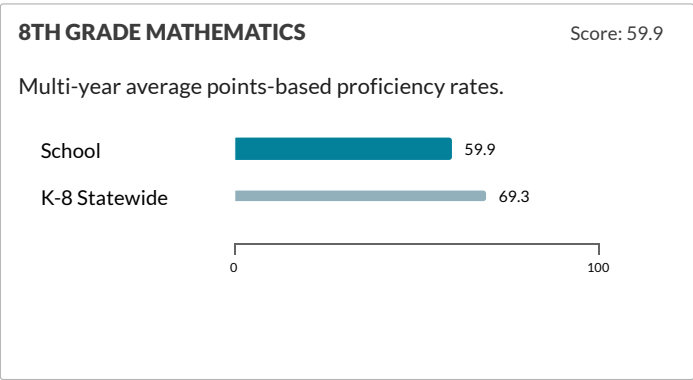 8TH GRADE MATHEMATICS Score: 59.9
Multi-year average points-based proficiency rates.
School 59.9
K-8 Statewide 69.3
0 100